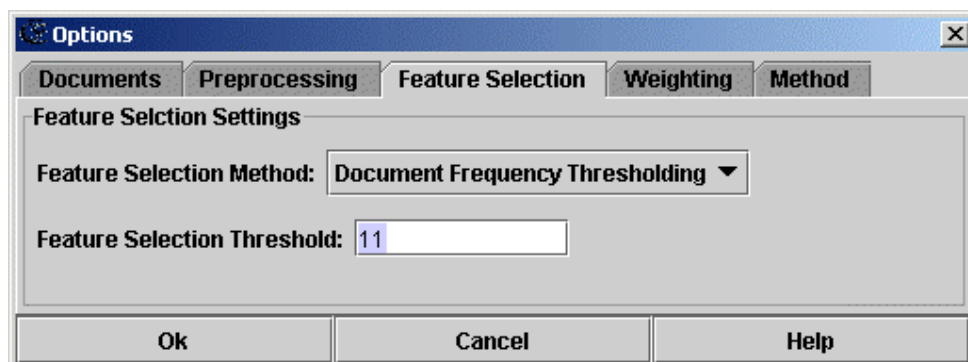 Options
Documents Preprocessing Feature Selection Weighting Method
Feature Selction Settings
Feature Selection Method: Document Frequency Thresholding
Feature Selection Threshold: 11
Ok Cancel Help